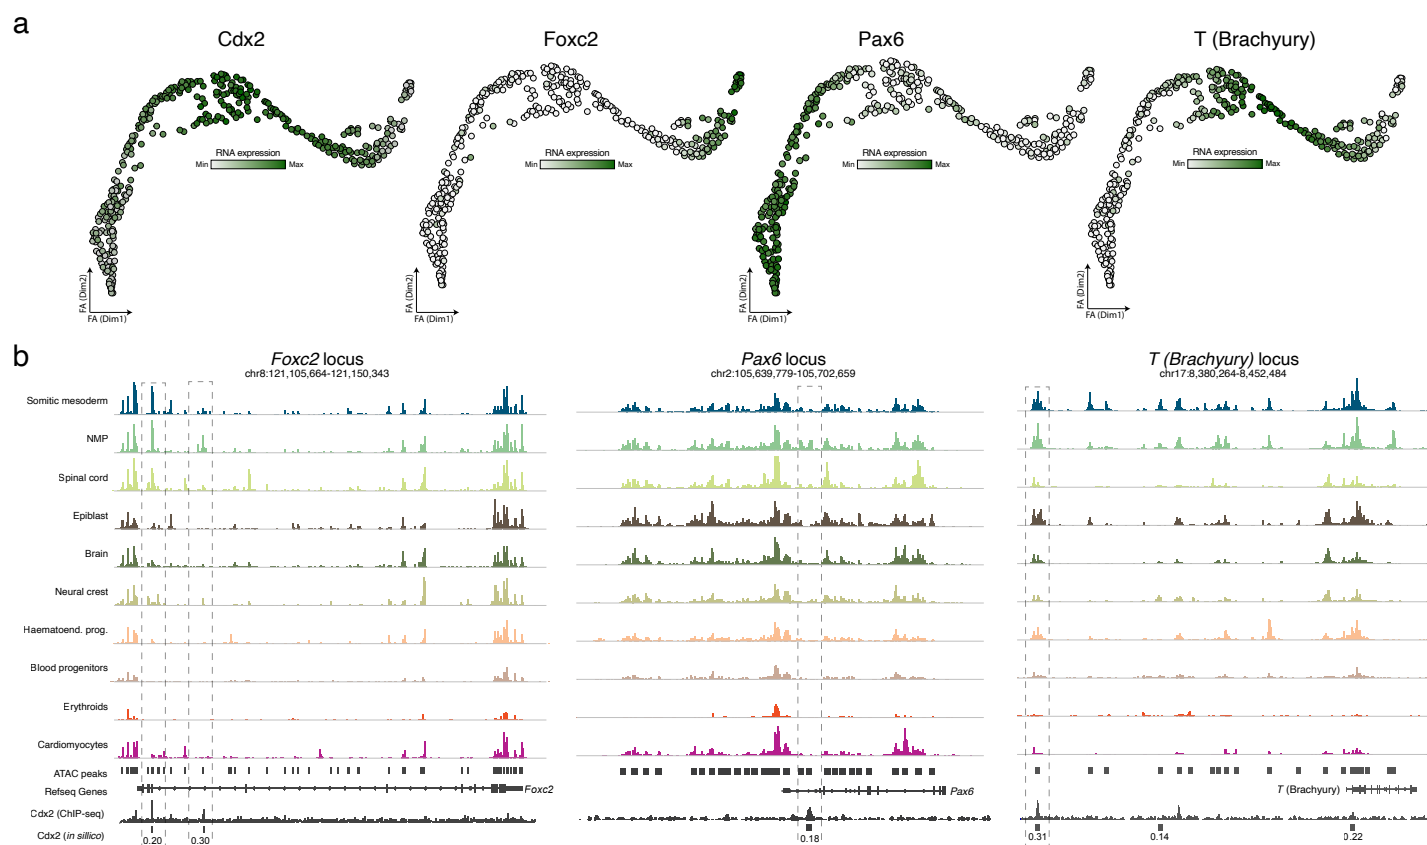 a
Cdx2
Foxc2
Pax6
T (Brachyury)
RNA expression
Min
Max
RNA expression
Min
Max
RNA expression
Min
Max
RNA expression
Min
Max
FA (Dim2)
FA (Dim1)
FA (Dim2)
FA (Dim1)
FA (Dim2)
FA (Dim1)
FA (Dim2)
FA (Dim1)
b
Foxc2 locus
chr8:121,105,664-121,150,343
Pax6 locus
chr2:105,639,779-105,702,659
T (Brachyury) locus
chr17:8,380,264-8,452,484
Somitic mesoderm
NMP
Spinal cord
Epiblast
Brain
Neural crest
Haematoend. prog.
Blood progenitors
Erythroids
Cardiomyocytes
ATAC peaks
Refseq Genes
Foxc2
Pax6
T (Brachyury)
Cdx2 (ChIP-seq)
Cdx2 (in sillico)
0.20
0.30
0.18
0.31
0.14
0.22